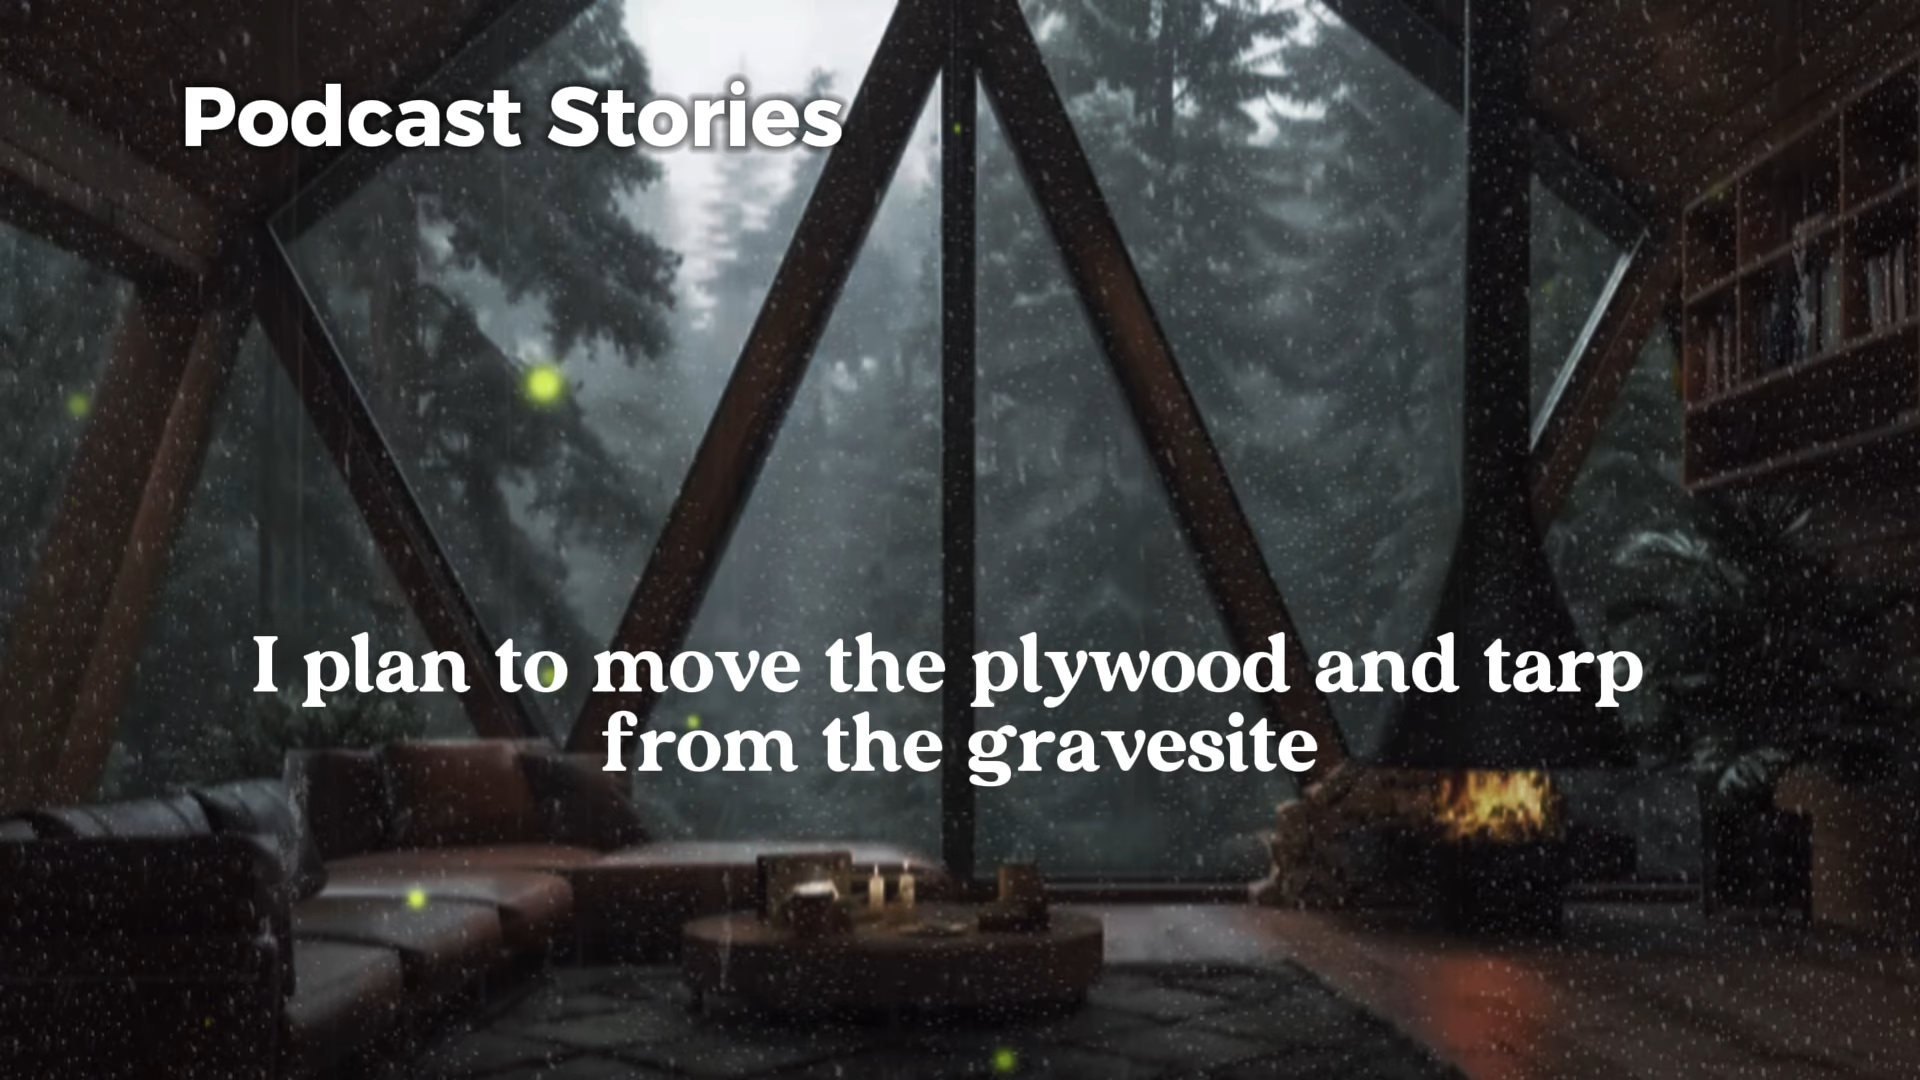 Podcast Stories
I plan to move the plywood and tarp
from the gravesite